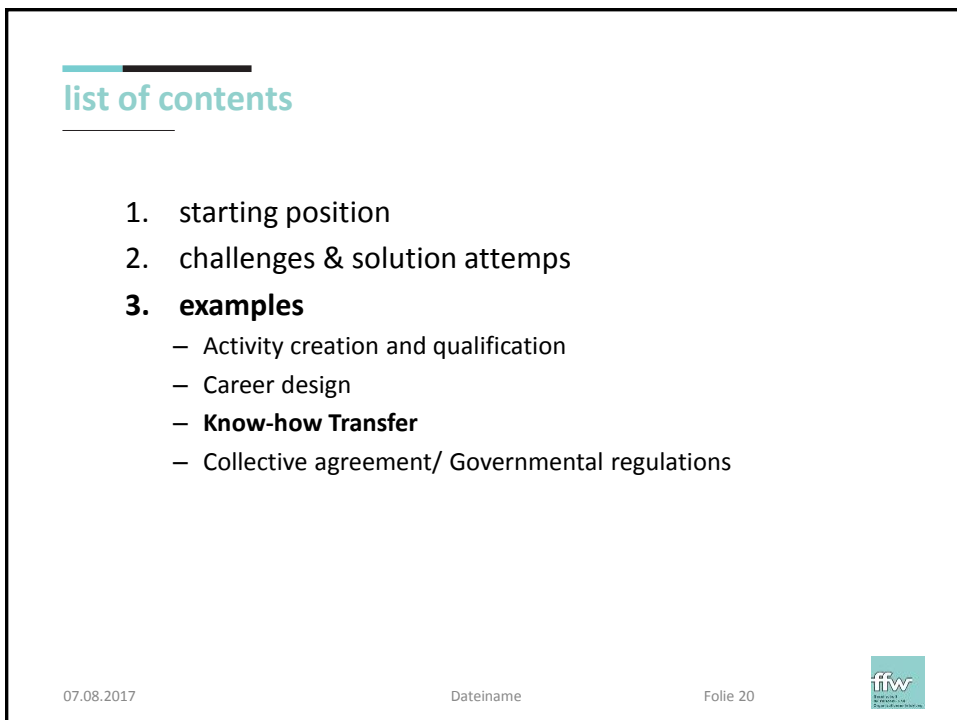 list of contents
1. starting position
2. challenges & solution attemps
3. examples
– Activity creation and qualification
– Career design
– Know-how Transfer
– Collective agreement/ Governmental regulations
07.08.2017 Dateiname Folie 20
ffw